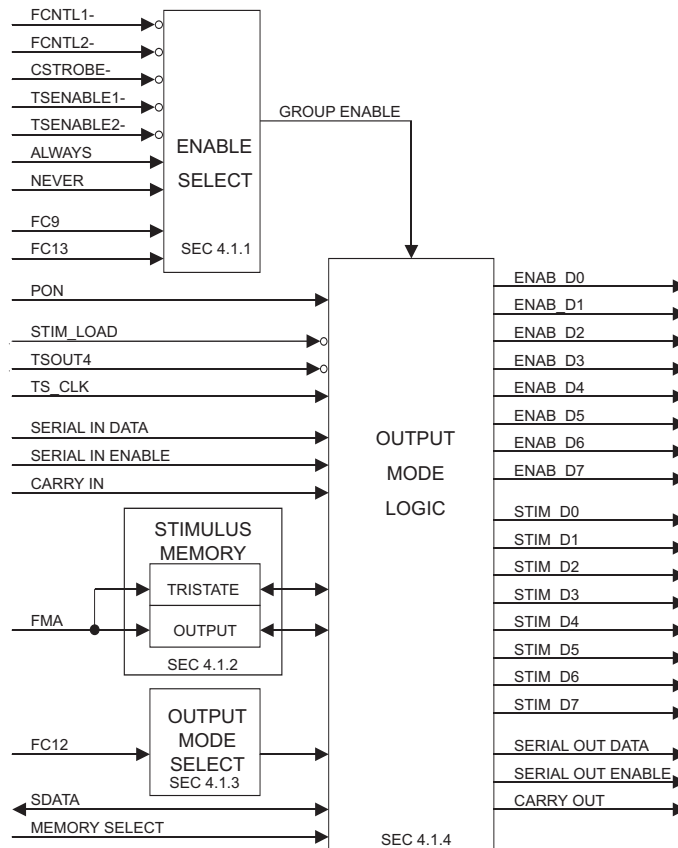 FCNTL1-
FCNTL2-
CSTROBE-
TSENABLE1-
TSENABLE2-
ALWAYS
NEVER
FC9
FC13
ENABLE
SELECT
SEC 4.1.1
GROUP ENABLE
PON
STIM_LOAD
TSOUT4
TS_CLK
SERIAL IN DATA
SERIAL IN ENABLE
CARRY IN
STIMULUS
MEMORY
TRISTATE
OUTPUT
SEC 4.1.2
FMA
OUTPUT
MODE
SELECT
SEC 4.1.3
FC12
SDATA
MEMORY SELECT
OUTPUT
MODE
LOGIC
SEC 4.1.4
ENAB_D0
ENAB_D1
ENAB_D2
ENAB_D3
ENAB_D4
ENAB_D5
ENAB_D6
ENAB_D7
STIM_D0
STIM_D1
STIM_D2
STIM_D3
STIM_D4
STIM_D5
STIM_D6
STIM_D7
SERIAL OUT DATA
SERIAL OUT ENABLE
CARRY OUT